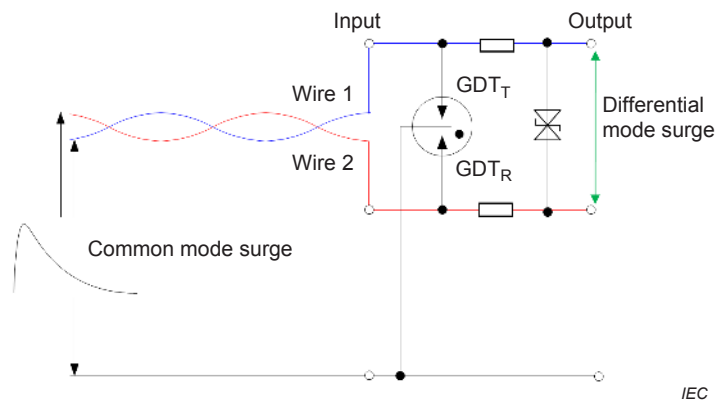 Input
Output
Wire 1
GDTT
Differential
mode surge
Wire 2
GDTR
Common mode surge
IEC